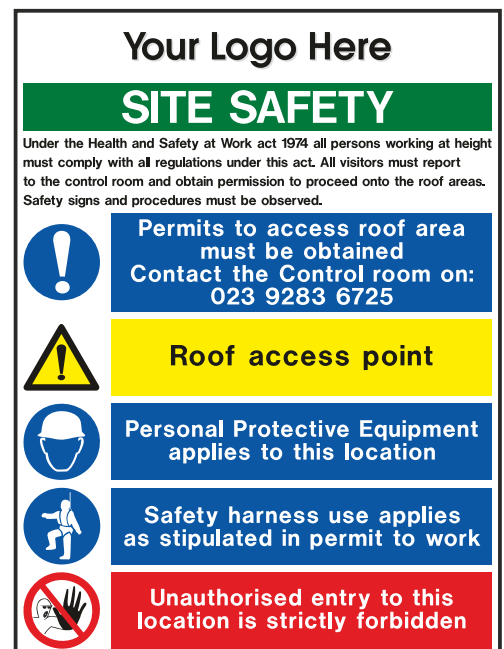 Your Logo Here
SITE SAFETY
Under the Health and Safety at Work act 1974 all persons working at height
must comply with all regulations under this act. All visitors must report
to the control room and obtain permission to proceed onto the roof areas.
Safety signs and procedures must be observed.
Permits to access roof area
must be obtained
Contact the Control room on:
023 9283 6725
Roof access point
Personal Protective Equipment
applies to this location
Safety harness use applies
as stipulated in permit to work
Unauthorised entry to this
location is strictly forbidden